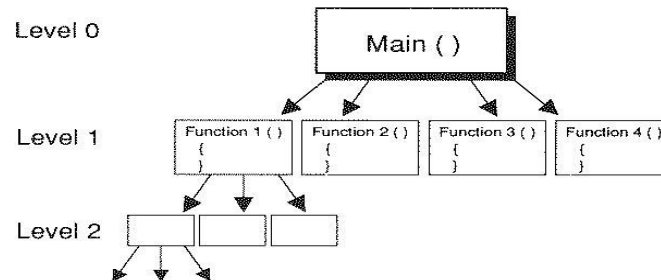 Level 0
Main ( )
Level 1
Function 1 ( )
{
}
Function 2 ( )
{
}
Function 3 ( )
{
}
Function 4 ( )
{
}
Level 2